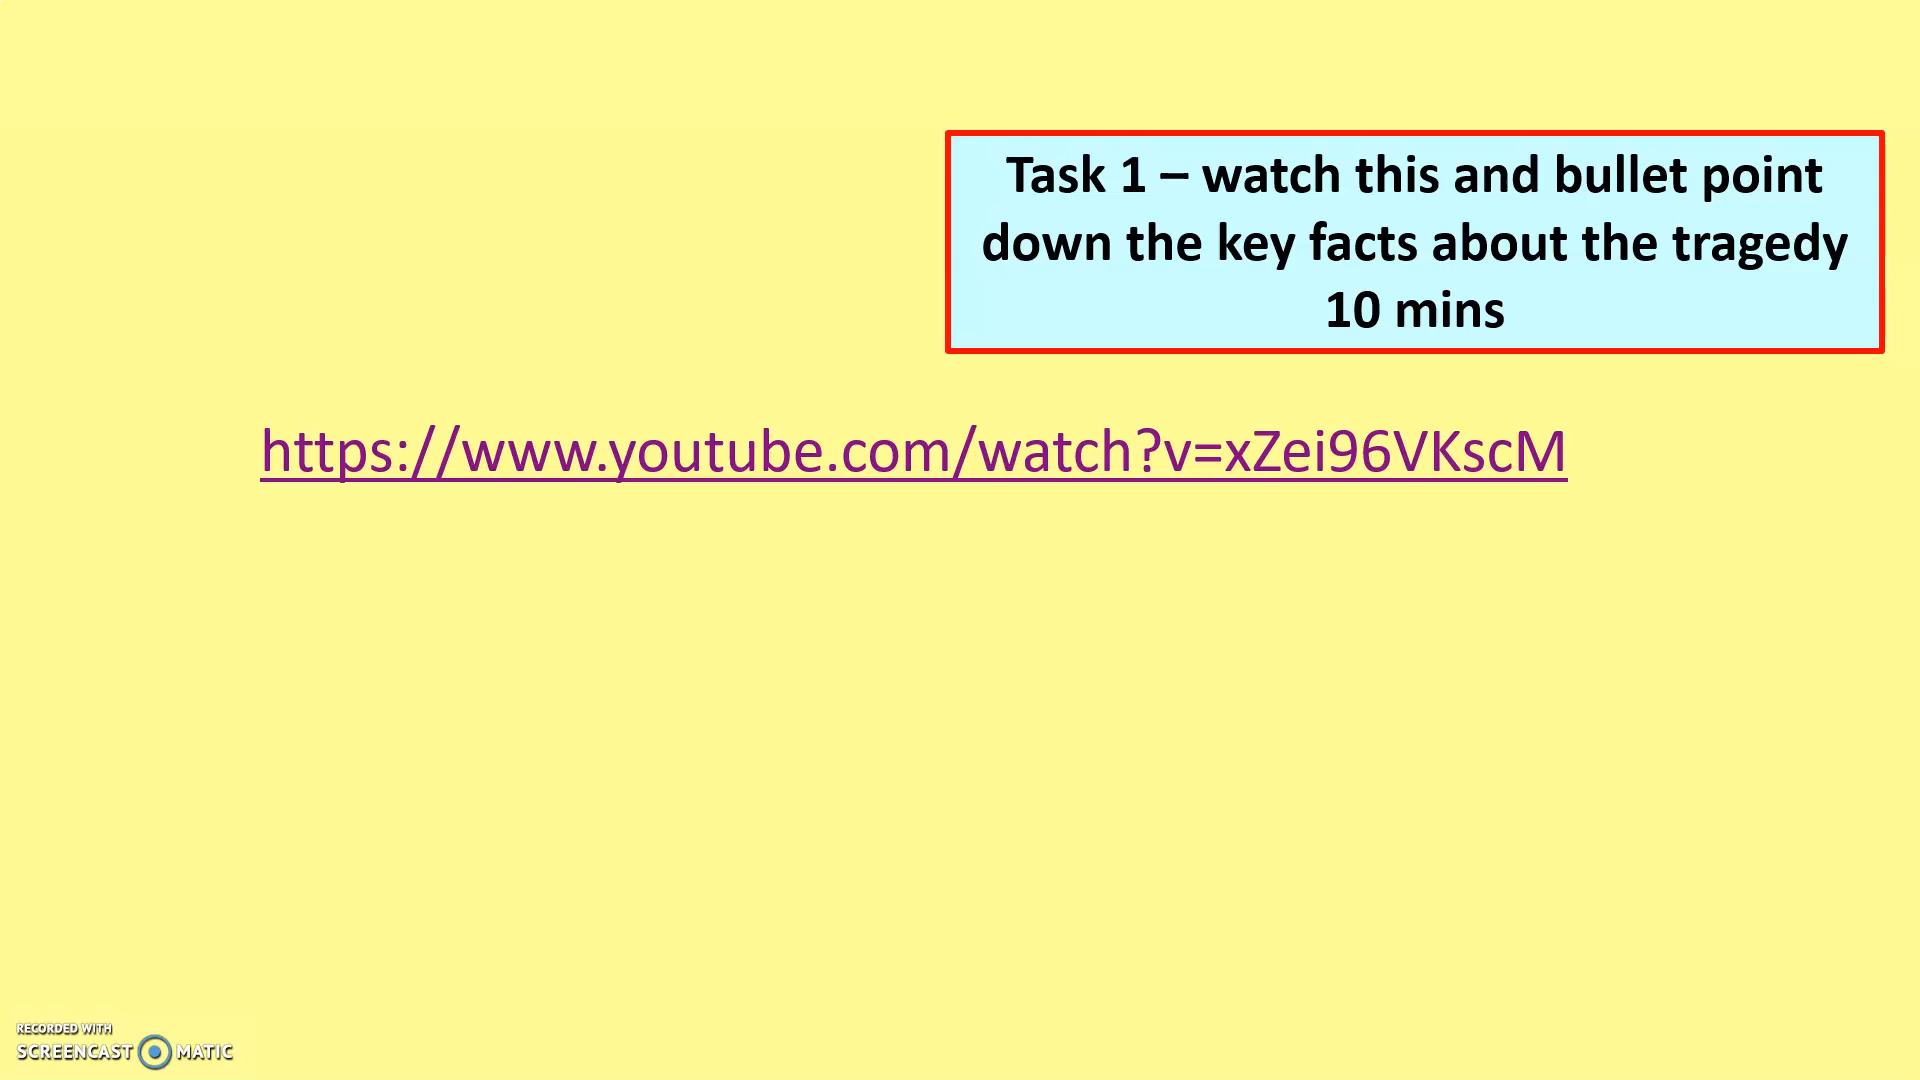 Task 1 – watch this and bullet point
down the key facts about the tragedy
10 mins
https://www.youtube.com/watch?v=xZei96VKscM
RECORDED WITH
SCREENCAST MATIC